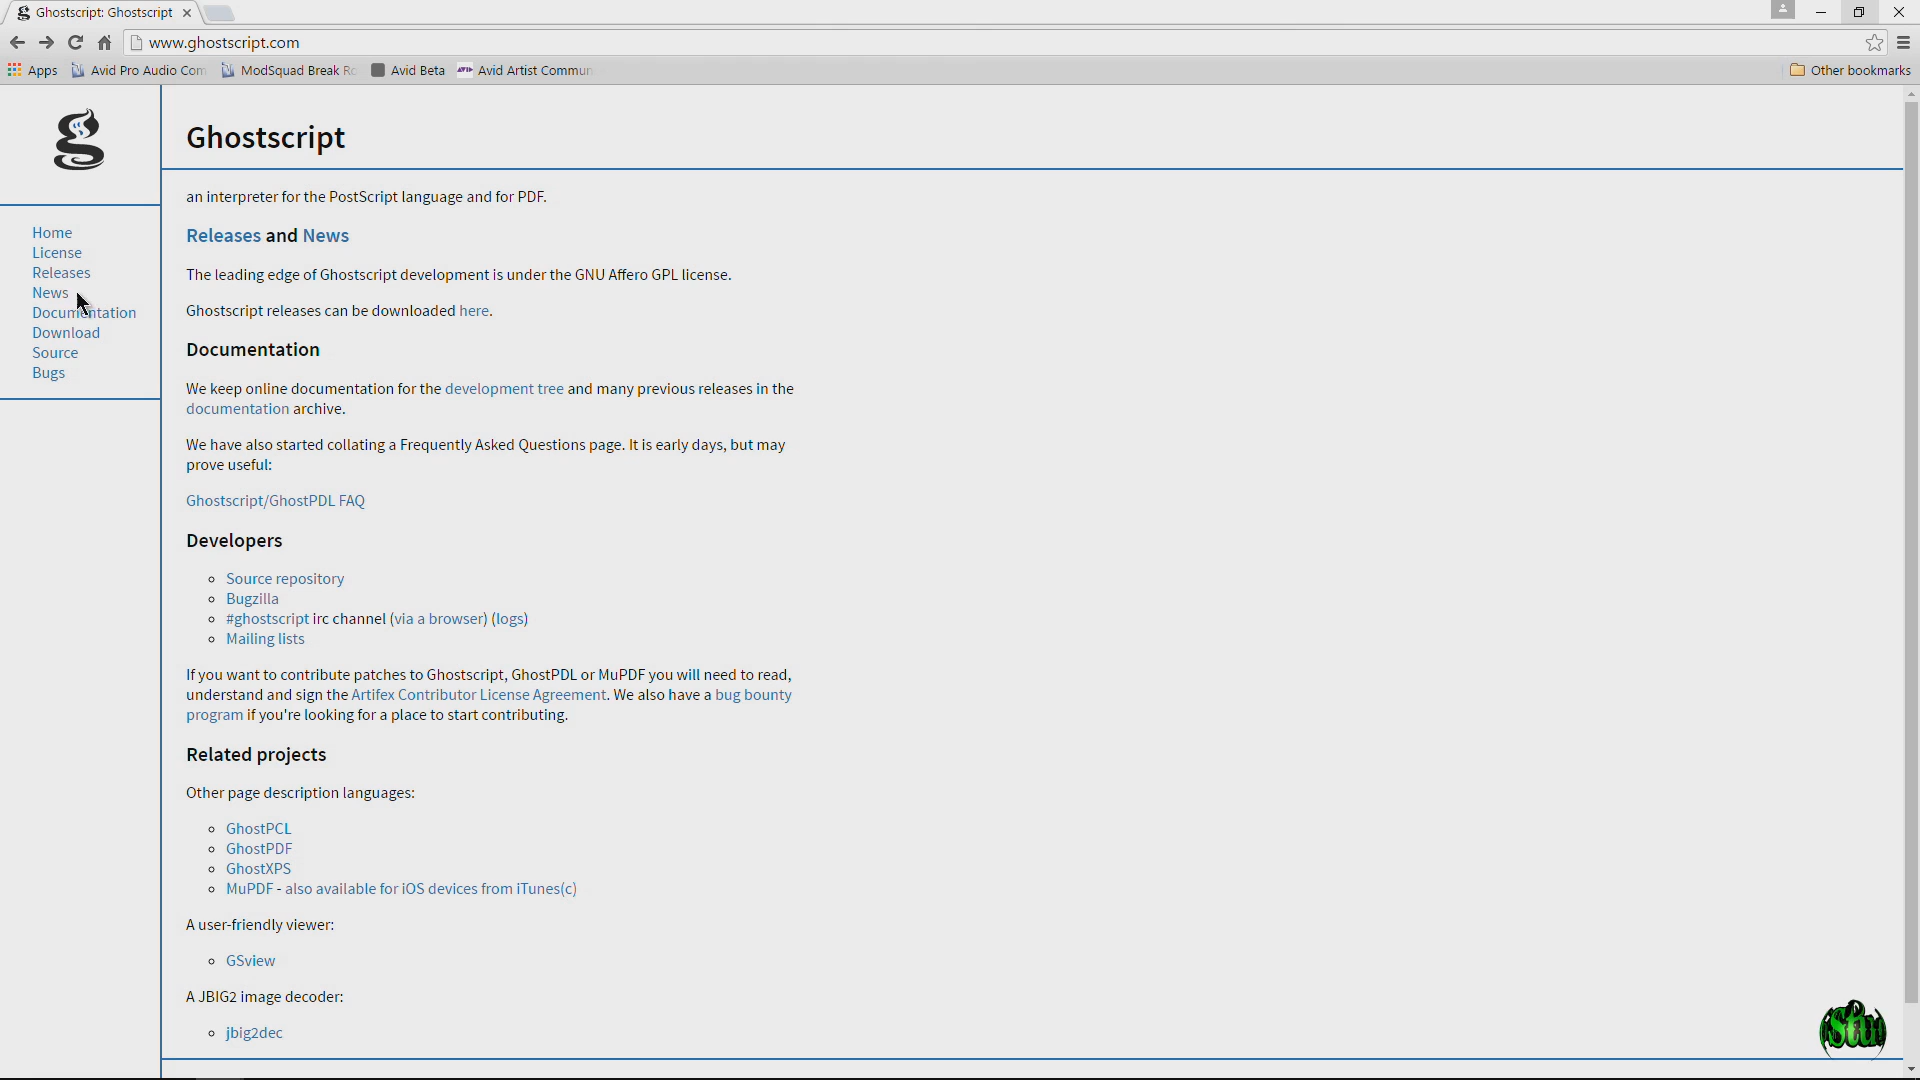 Ghostscript: Ghostscript
www.ghostscript.com
Apps Avid Pro Audio Com ModSquad Break Ro Avid Beta Avid Artist Commun Other bookmarks
Ghostscript
an interpreter for the PostScript language and for PDF.
Home
License
Releases
News
Documentation
Download
Source
Bugs
Releases and News
The leading edge of Ghostscript development is under the GNU Affero GPL license.
Ghostscript releases can be downloaded here.
Documentation
We keep online documentation for the development tree and many previous releases in the
documentation archive.
We have also started collating a Frequently Asked Questions page. It is early days, but may
prove useful:
Ghostscript/GhostPDL FAQ
Developers
Source repository
Bugzilla
#ghostscript irc channel (via a browser) (logs)
Mailing lists
If you want to contribute patches to Ghostscript, GhostPDL or MuPDF you will need to read,
understand and sign the Artifex Contributor License Agreement. We also have a bug bounty
program if you're looking for a place to start contributing.
Related projects
Other page description languages:
GhostPCL
GhostPDF
GhostXPS
MuPDF - also available for iOS devices from iTunes(c)
A user-friendly viewer:
GSview
A JBIG2 image decoder:
jbig2dec